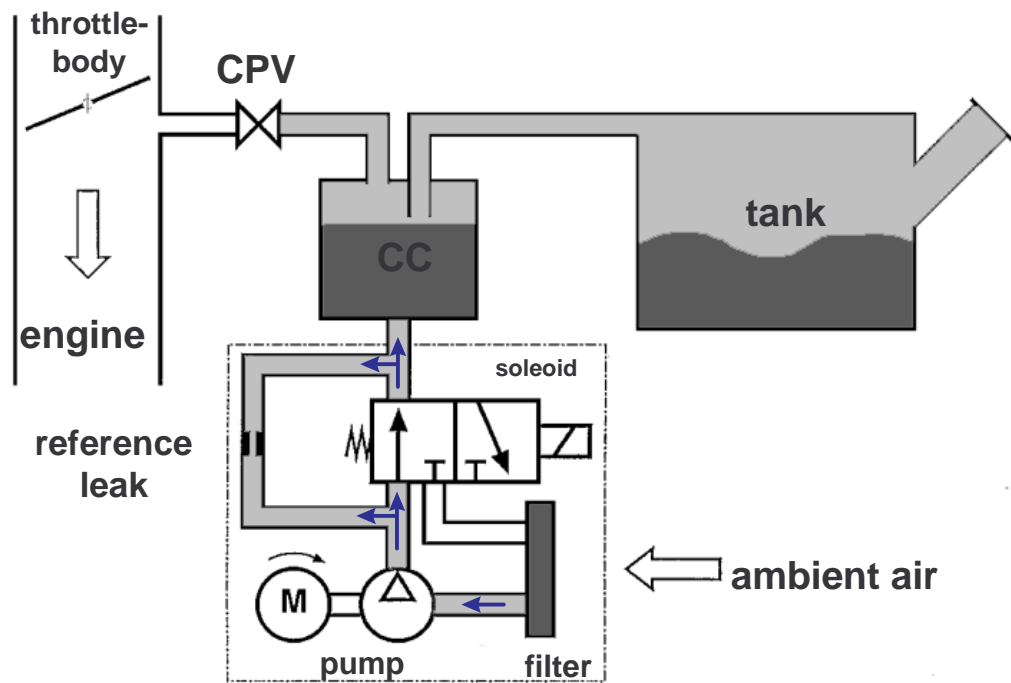 throttle-
body
CPV
tank
CC
engine
soleoid
reference
leak
ambient air
M
pump
filter